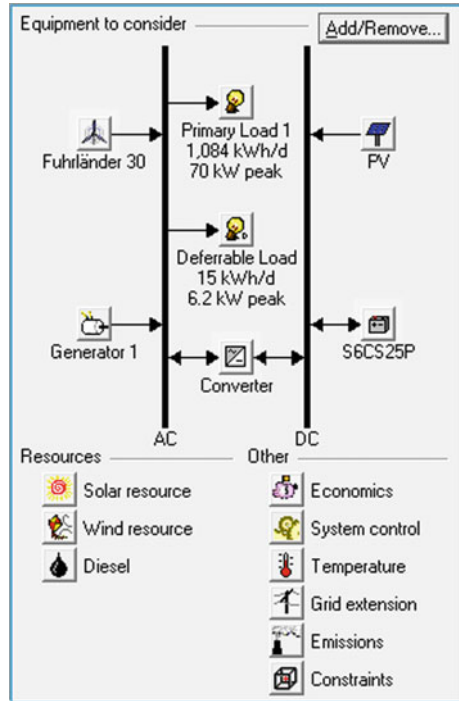 Equipment to consider
Add/Remove...
Fuhrländer 30
Primary Load 1
1,084 kWh/d
70 kW peak
PV
Deferrable Load
15 kWh/d
6.2 kW peak
Generator 1
Converter
S6CS25P
AC
DC
Resources
Other
Solar resource
Economics
Wind resource
System control
Diesel
Temperature
Grid extension
Emissions
Constraints